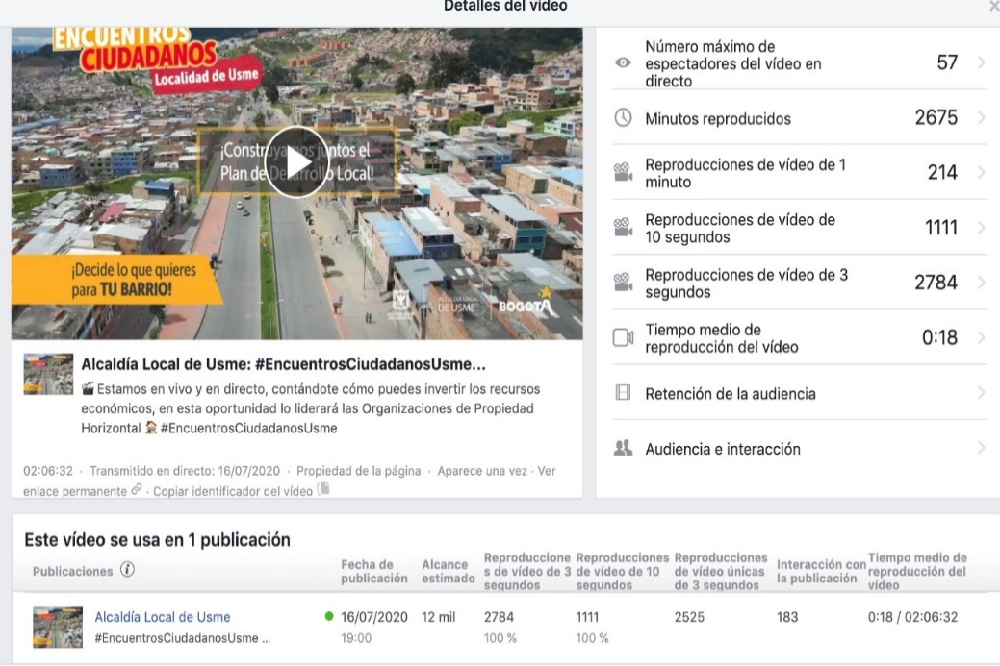 Detalles del vídeo
ENCUENTROS
CIUDADANOS
Localidad de Usme
¡Construyamos juntos el
Plan de Desarrollo Local!
¡Decide lo que quieres
para TU BARRIO!
ALCALDÍA LOCAL
DE USME
BOGOTÁ
Alcaldía Local de Usme: #EncuentrosCiudadanosUsme...
Estamos en vivo y en directo, contándote cómo puedes invertir los recursos
económicos, en esta oportunidad lo liderará las Organizaciones de Propiedad
Horizontal #EncuentrosCiudadanosUsme
02:06:32 · Transmitido en directo: 16/07/2020 · Propiedad de la página · Aparece una vez · Ver
enlace permanente · Copiar identificador del vídeo
Número máximo de
espectadores del vídeo en
directo
57
Minutos reproducidos
2675
Reproducciones de vídeo de 1
minuto
214
Reproducciones de vídeo de
10 segundos
1111
Reproducciones de vídeo de 3
segundos
2784
Tiempo medio de
reproducción del vídeo
0:18
Retención de la audiencia
Audiencia e interacción
Este vídeo se usa en 1 publicación
Publicaciones
Fecha de
publicación
Alcance
estimado
Reproduccione
s de vídeo de 3
segundos
Reproducciones
de vídeo de 10
segundos
Reproducciones
de vídeo únicas
de 3 segundos
Interacción con
la publicación
Tiempo medio de
reproducción del
vídeo
Alcaldía Local de Usme
#EncuentrosCiudadanosUsme ...
16/07/2020
19:00
12 mil
2784
100 %
1111
100 %
2525
183
0:18 / 02:06:32